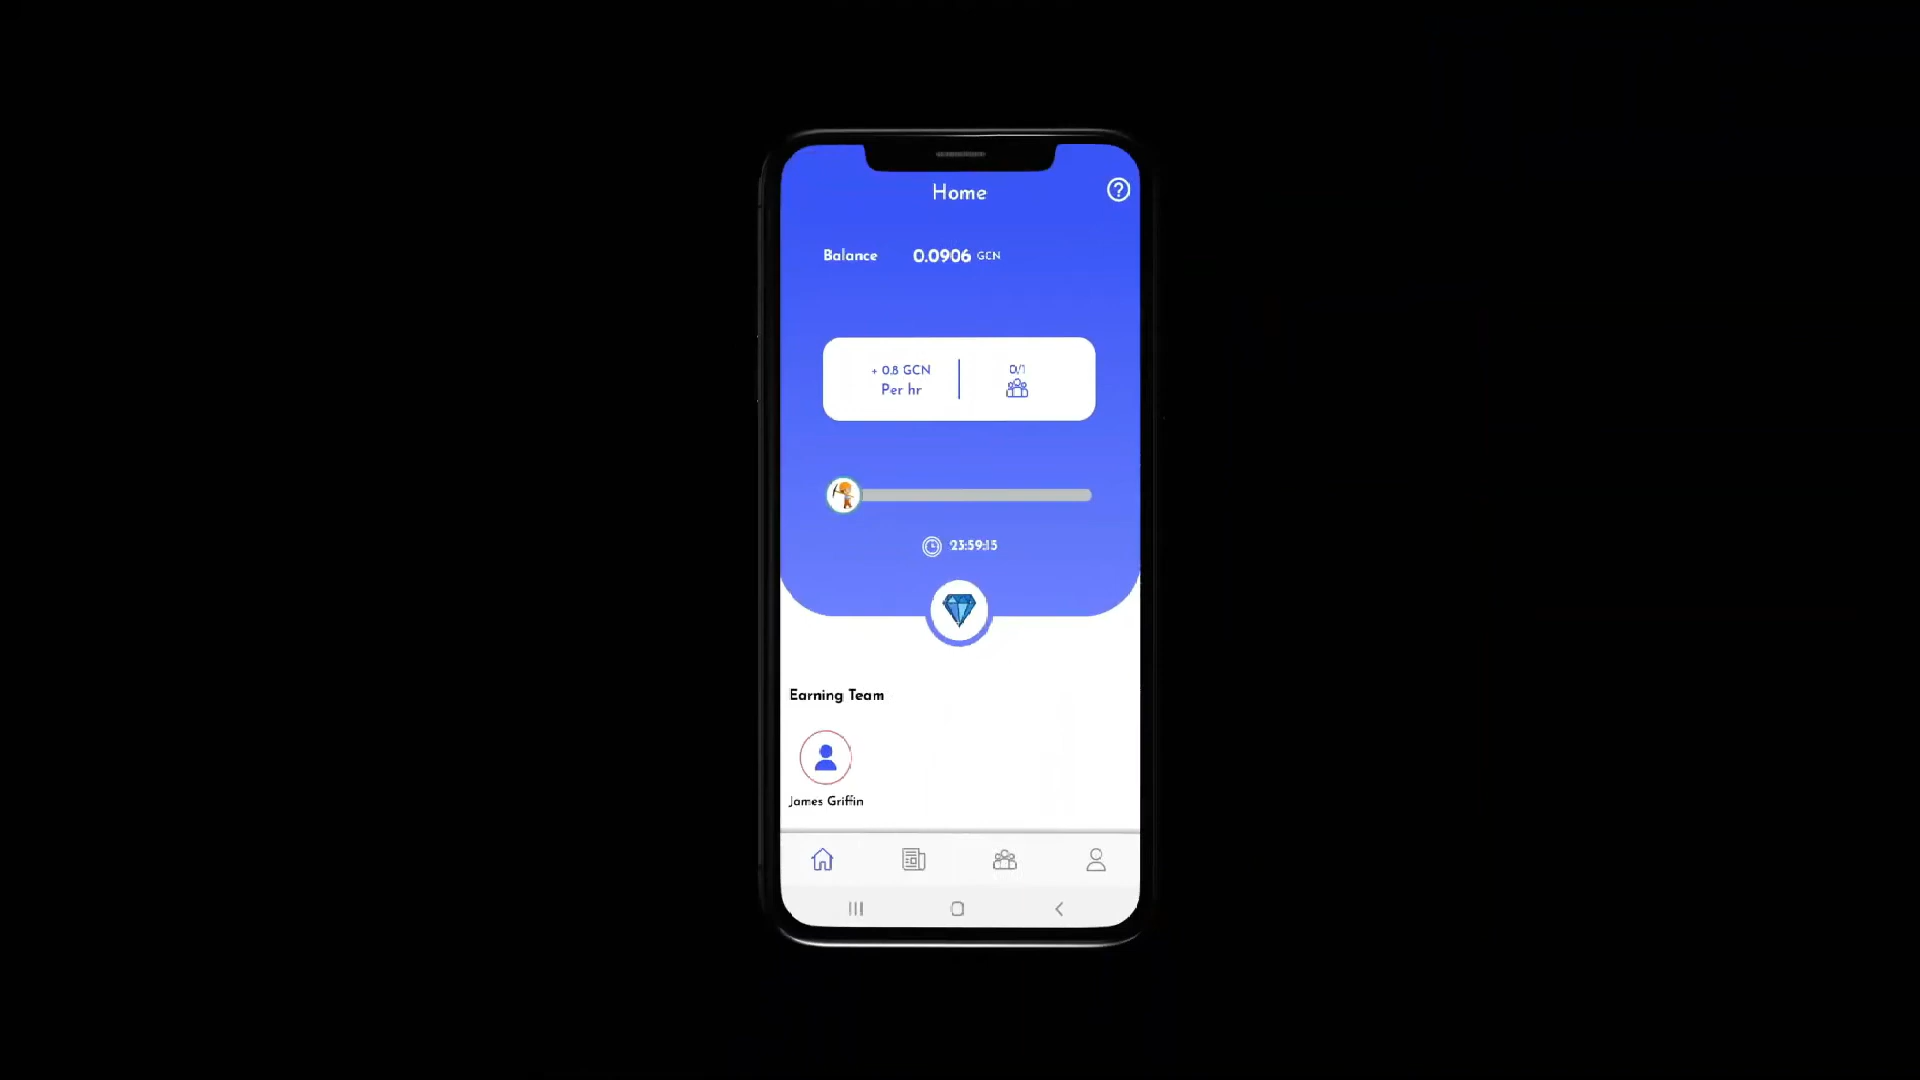 Home
Balance 0.0906 GCN
+ 0.8 GCN
Per hr
0/1
23:59:15
Earning Team
James Griffin